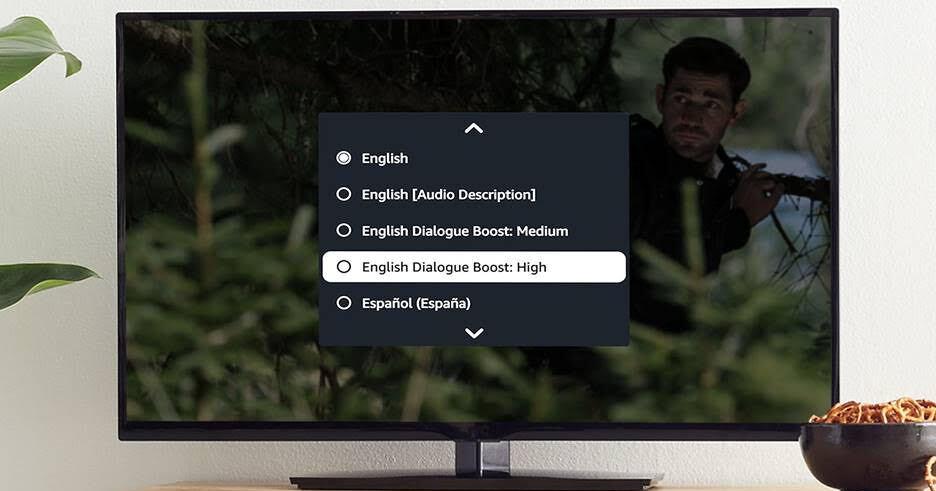 English
English [Audio Description]
English Dialogue Boost: Medium
English Dialogue Boost: High
Español (España)